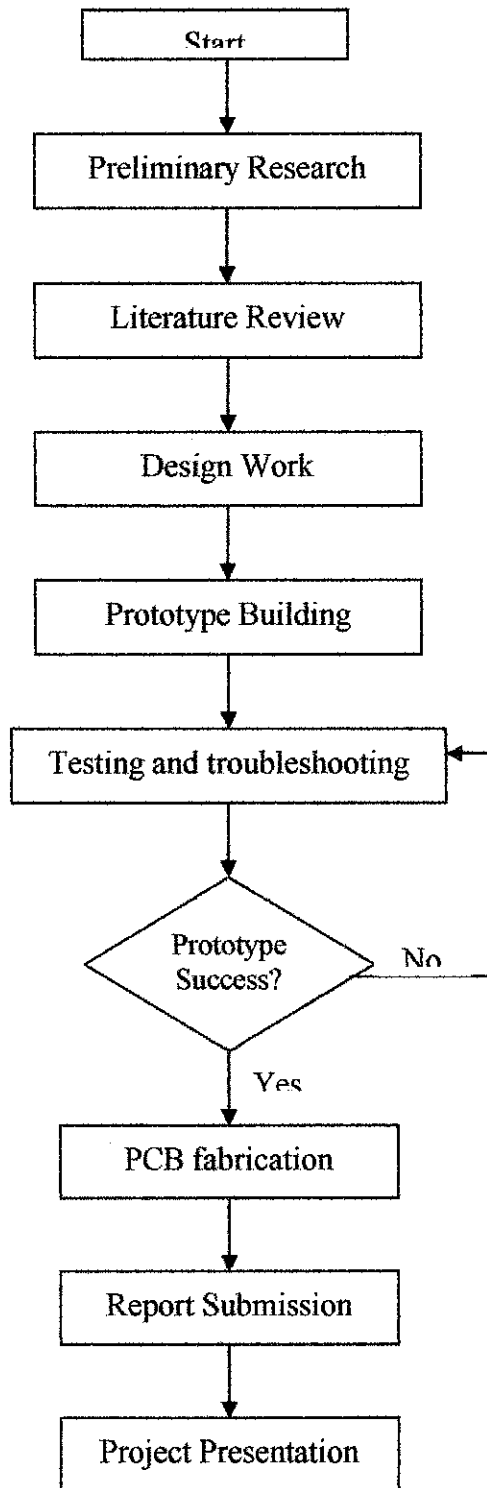 Start
Preliminary Research
Literature Review
Design Work
Prototype Building
Testing and troubleshooting
Prototype
Success?
No
Yes
PCB fabrication
Report Submission
Project Presentation